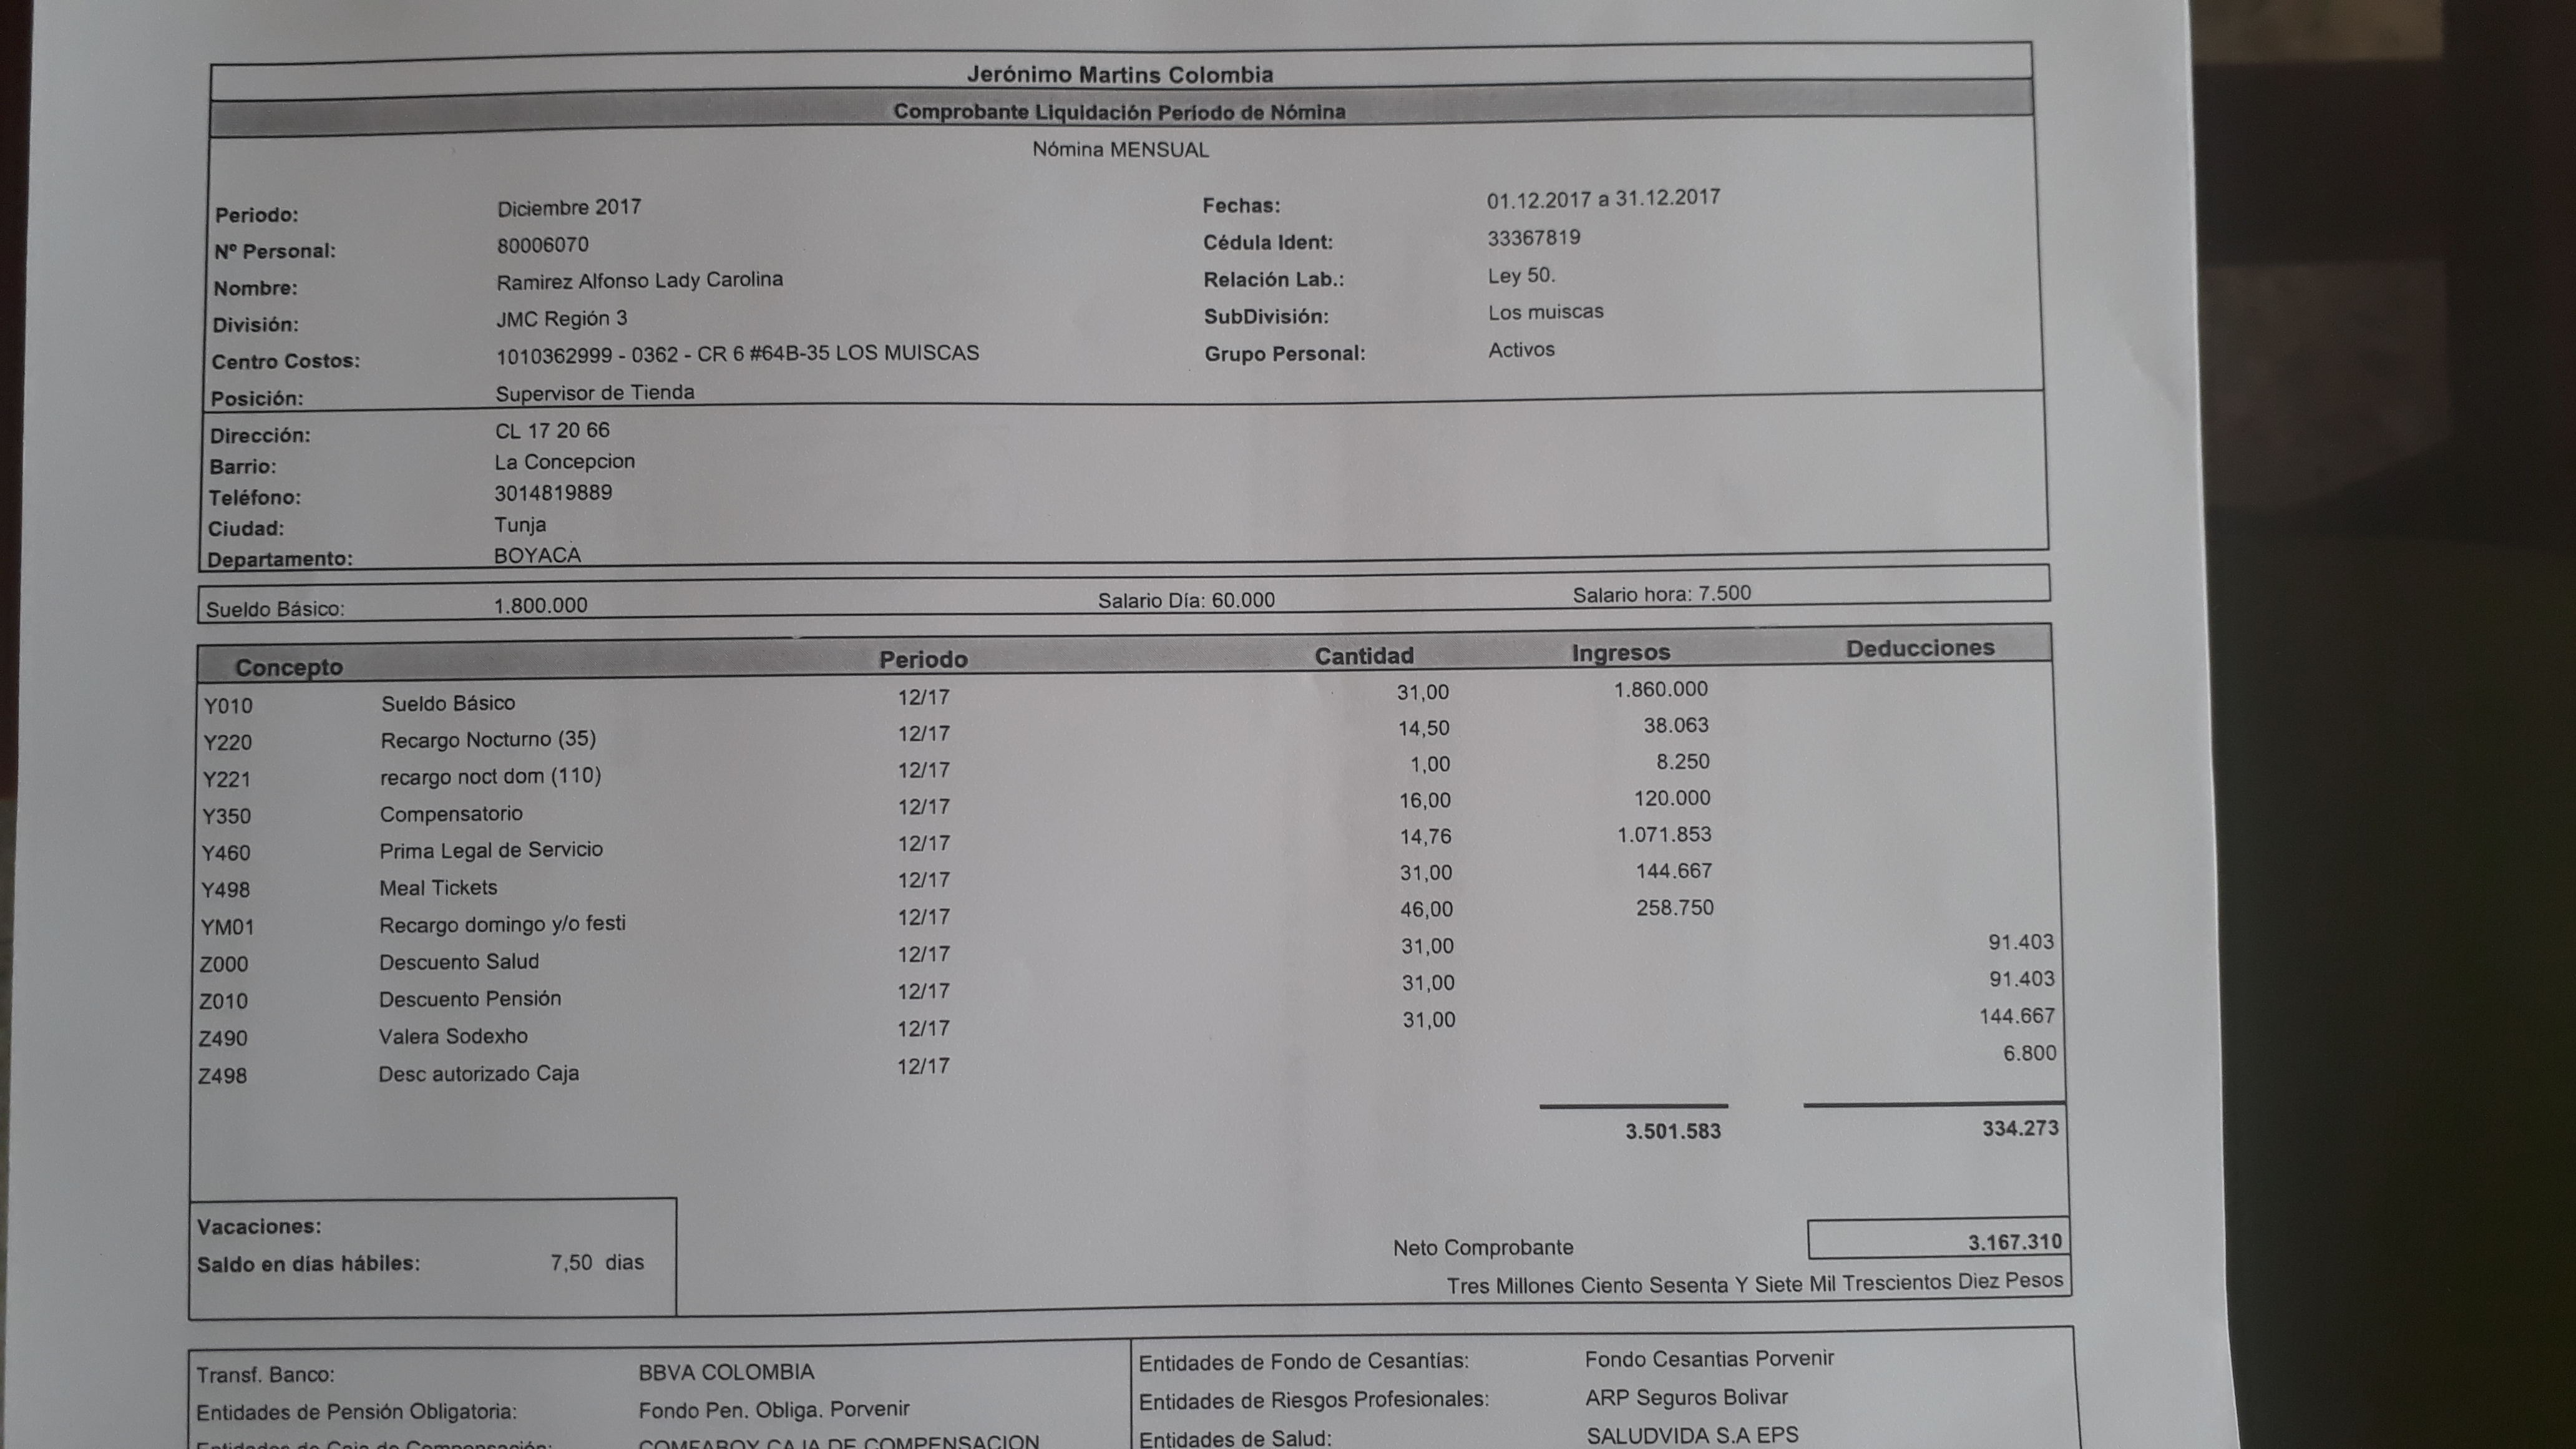 Jerónimo Martins Colombia
Comprobante Liquidación Período de Nómina
Nómina MENSUAL
Periodo: Diciembre 2017 Fechas: 01.12.2017 a 31.12.2017
Nº Personal: 80006070 Cédula Ident: 33367819
Nombre: Ramirez Alfonso Lady Carolina Relación Lab.: Ley 50.
División: JMC Región 3 SubDivisión: Los muiscas
Centro Costos: 1010362999 - 0362 - CR 6 #64B-35 LOS MUISCAS Grupo Personal: Activos
Posición: Supervisor de Tienda
Dirección: CL 17 20 66
Barrio: La Concepcion
Teléfono: 3014819889
Ciudad: Tunja
Departamento: BOYACA
Sueldo Básico: 1.800.000 Salario Día: 60.000 Salario hora: 7.500
Concepto Periodo Cantidad Ingresos Deducciones
Y010 Sueldo Básico 12/17 31,00 1.860.000
Y220 Recargo Nocturno (35) 12/17 14,50 38.063
Y221 recargo noct dom (110) 12/17 1,00 8.250
Y350 Compensatorio 12/17 16,00 120.000
Y460 Prima Legal de Servicio 12/17 14,76 1.071.853
Y498 Meal Tickets 12/17 31,00 144.667
YM01 Recargo domingo y/o festi 12/17 46,00 258.750
Z000 Descuento Salud 12/17 31,00 91.403
Z010 Descuento Pensión 12/17 31,00 91.403
Z490 Valera Sodexho 12/17 31,00 144.667
Z498 Desc autorizado Caja 12/17 6.800
3.501.583 334.273
Vacaciones:
Saldo en dias hábiles: 7,50 dias
Neto Comprobante 3.167.310
Tres Millones Ciento Sesenta Y Siete Mil Trescientos Diez Pesos
Transf. Banco: BBVA COLOMBIA Entidades de Fondo de Cesantias: Fondo Cesantias Porvenir
Entidades de Pensión Obligatoria: Fondo Pen. Obliga. Porvenir Entidades de Riesgos Profesionales: ARP Seguros Bolivar
Entidades de Caja de Compensación: COMFABOY CAJA DE COMPENSACION Entidades de Salud: SALUDVIDA S.A EPS